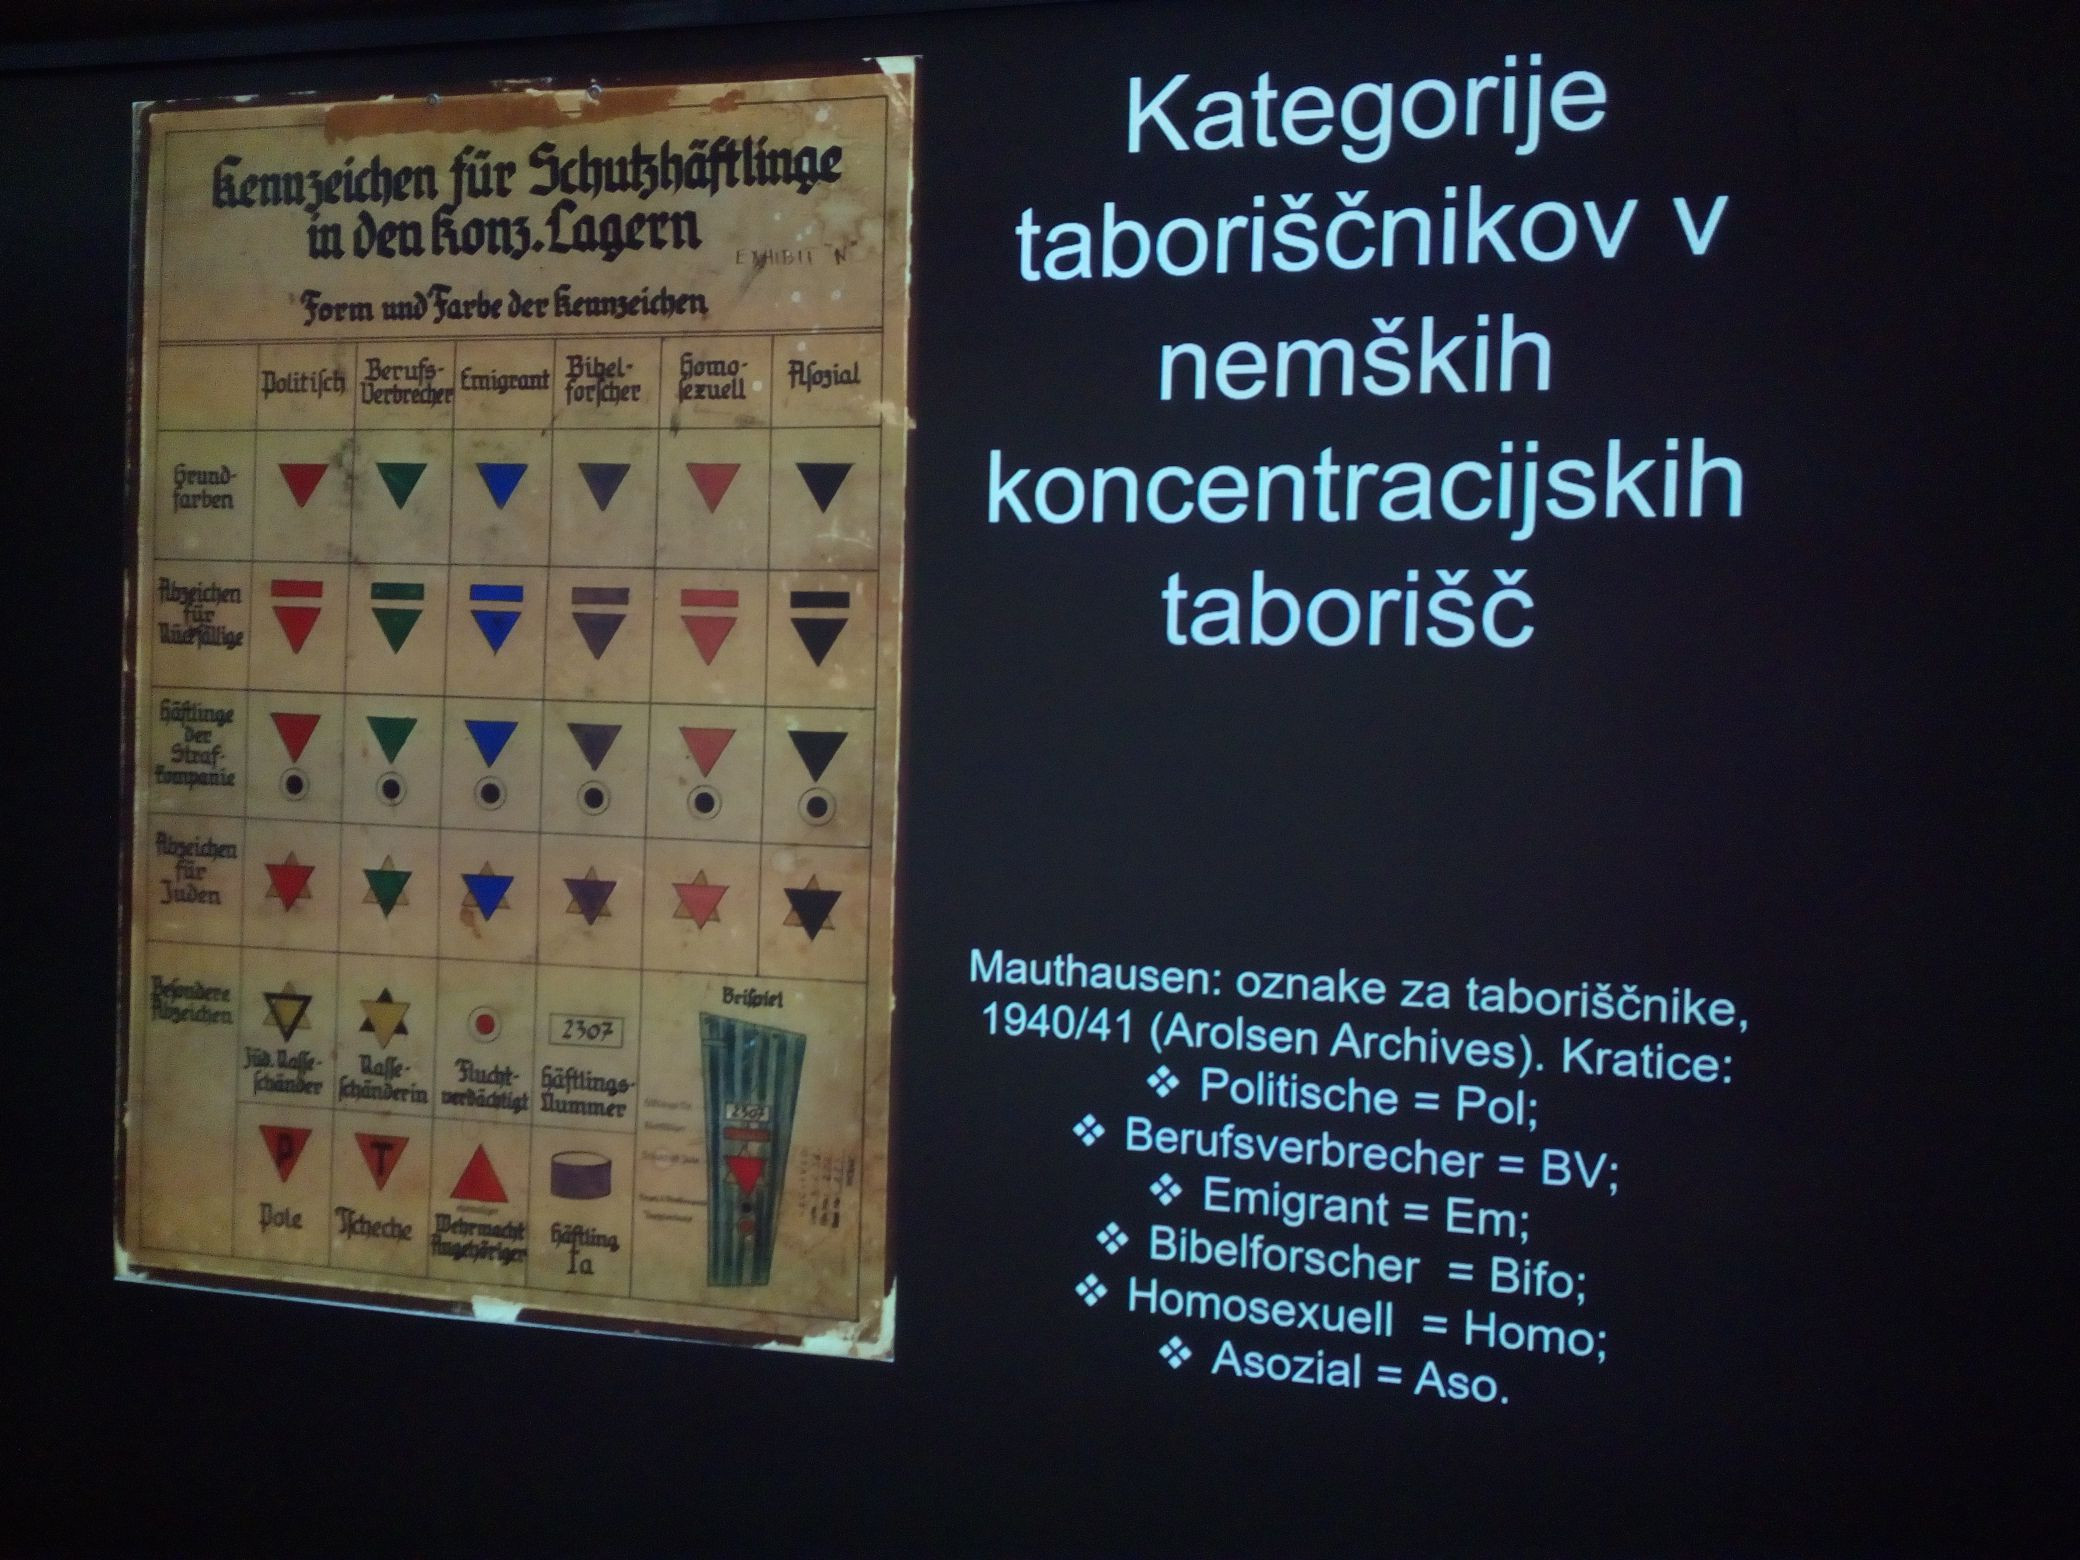 Kennzeichen für Schutzhäftlinge
in den Konz.Lagern
EXHIBIT "N"
Form und Farbe der Kennzeichen
Politisch
Berufs-
Verbrecher
Emigrant
Bibel-
forscher
Homo-
sexuell
Asozial
Grund-
farben
Abzeichen
für
Rückfällige
Häftlinge
der
Straf-
kompanie
Abzeichen
für
Juden
Besondere
Abzeichen
Jüd. Rasse-
schänder
Rasse-
schänderin
Flucht-
verdächtigt
2307
Häftlings-
Nummer
Beispiel
2307
P
Pole
T
Tscheche
Wehrmacht
Angehöriger
Häftling
Ia
Kategorije
taboriščnikov v
nemških
koncentracijskih
taborišč
Mauthausen: oznake za taboriščnike,
1940/41 (Arolsen Archives). Kratice:
❖ Politische = Pol;
❖ Berufsverbrecher = BV;
❖ Emigrant = Em;
❖ Bibelforscher = Bifo;
❖ Homosexuell = Homo;
❖ Asozial = Aso.